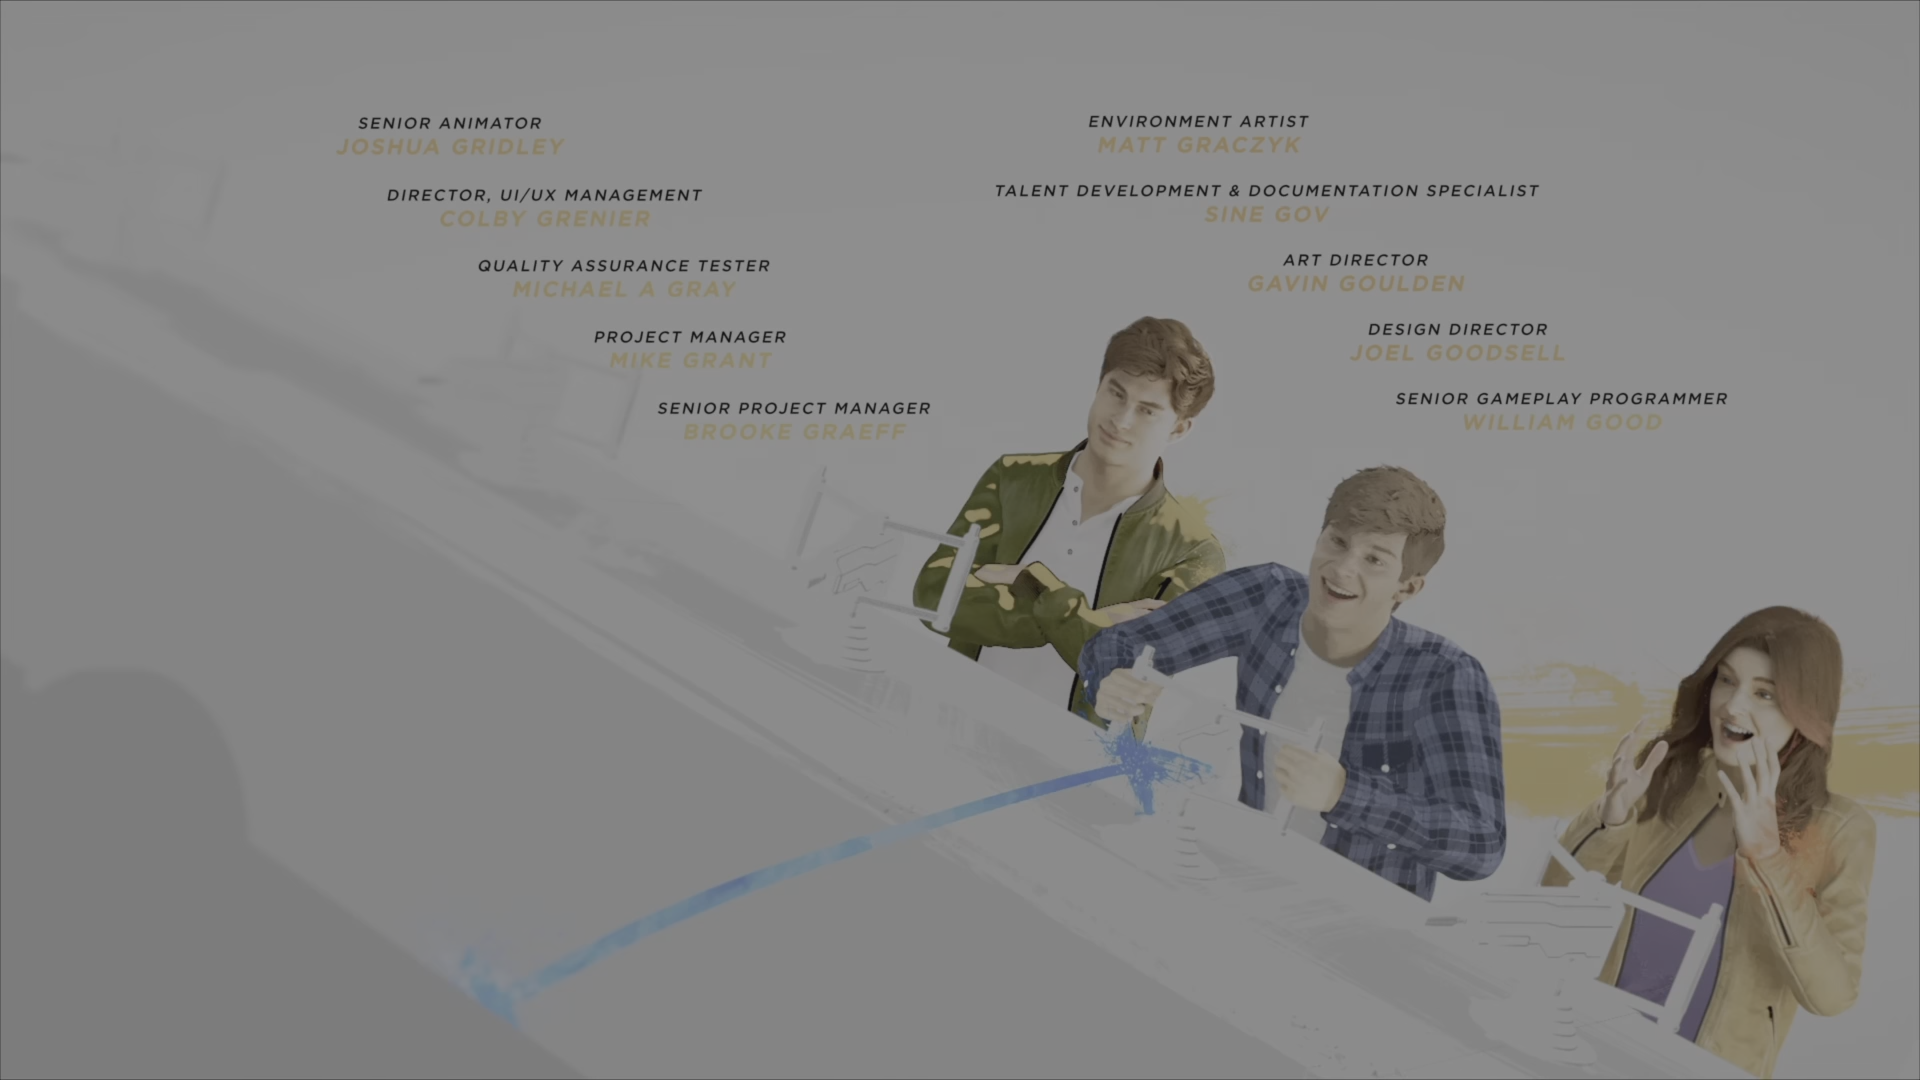 SENIOR ANIMATOR
JOSHUA GRIDLEY
DIRECTOR, UI/UX MANAGEMENT
COLBY GRENIER
QUALITY ASSURANCE TESTER
MICHAEL A GRAY
PROJECT MANAGER
MIKE GRANT
SENIOR PROJECT MANAGER
BROOKE GRAEFF
ENVIRONMENT ARTIST
MATT GRACZYK
TALENT DEVELOPMENT & DOCUMENTATION SPECIALIST
SINE GOV
ART DIRECTOR
GAVIN GOULDEN
DESIGN DIRECTOR
JOEL GOODSELL
SENIOR GAMEPLAY PROGRAMMER
WILLIAM GOOD